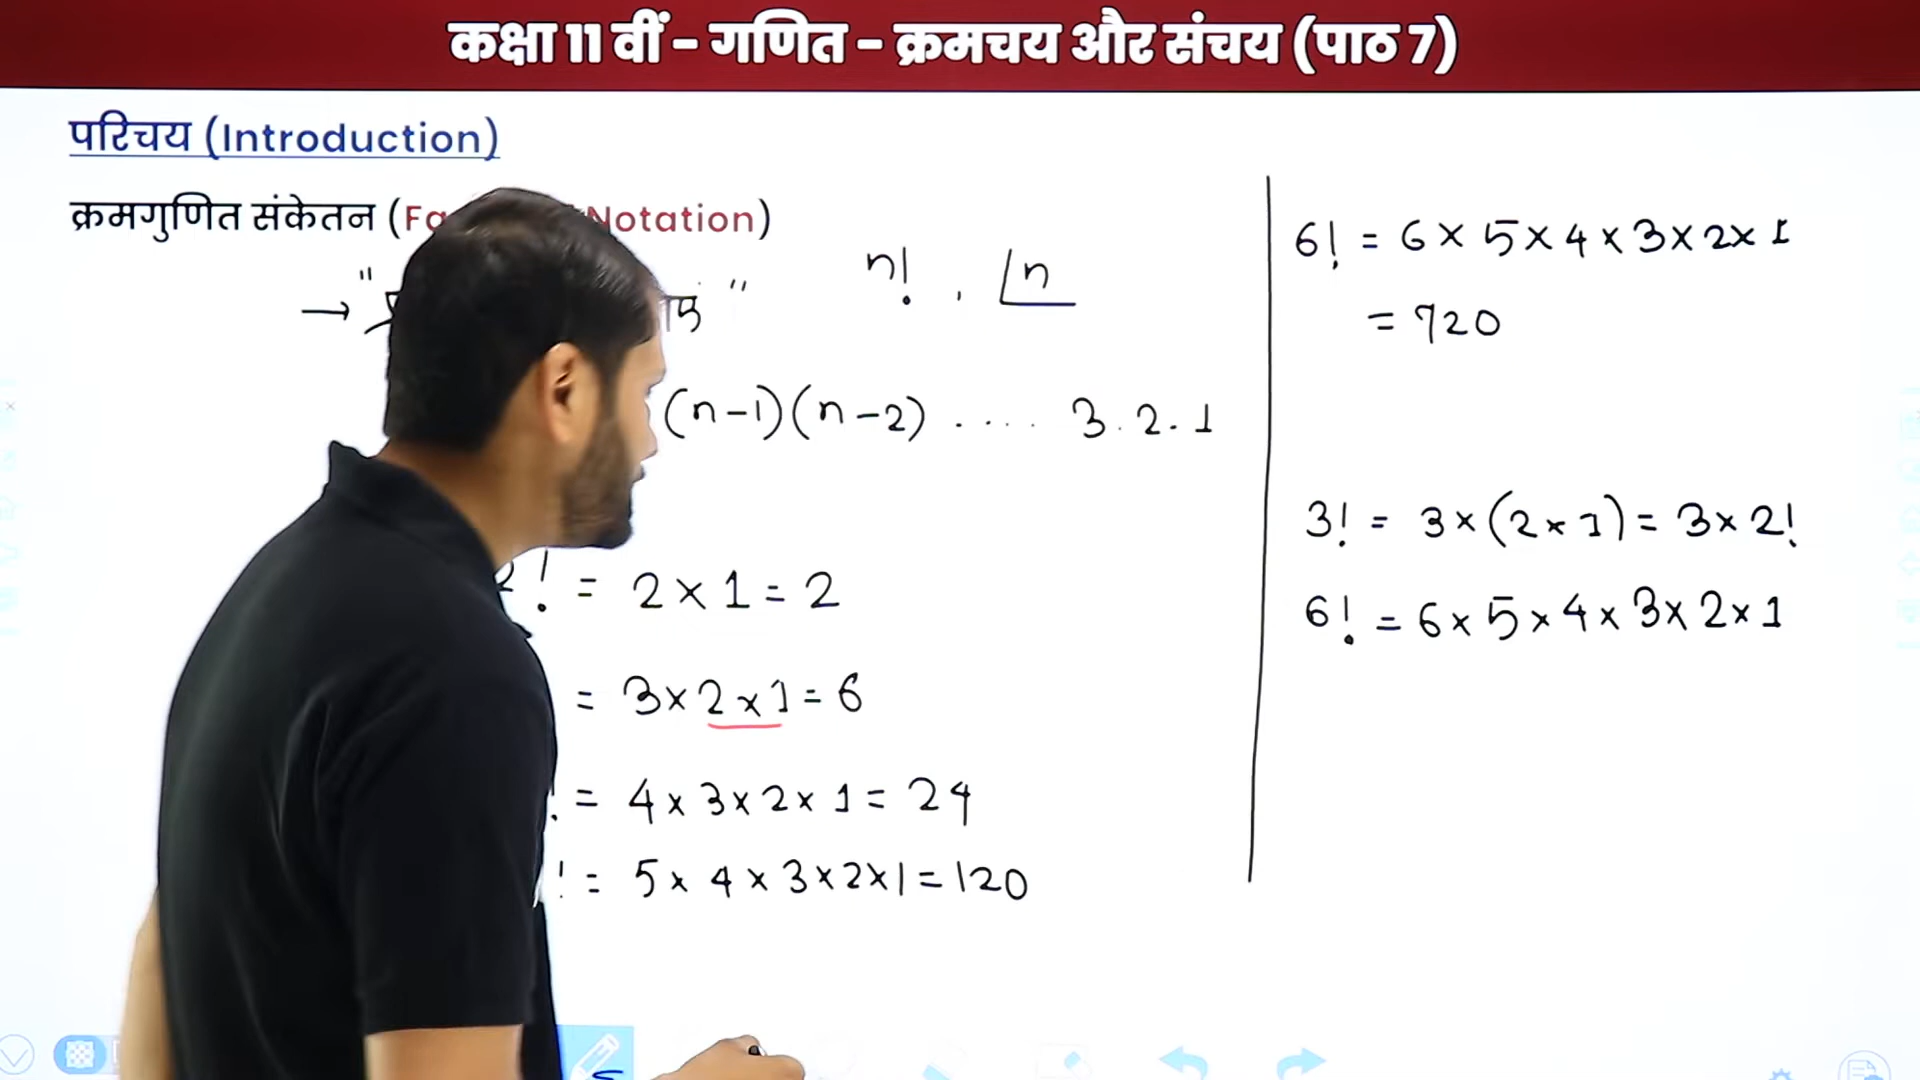 कक्षा 11 वीं - गणित - क्रमचय और संचय (पाठ 7)
परिचय (Introduction)
क्रमगुणित संकेतन ( Notation)
→ " " n! , |n
(n-1)(n-2) .... 3.2.1
2! = 2 × 1 = 2
= 3 × 2 × 1 = 6
! = 4 × 3 × 2 × 1 = 24
! = 5 × 4 × 3 × 2 × 1 = 120
6! = 6 × 5 × 4 × 3 × 2 × 1
= 720
3! = 3 × (2 × 1) = 3 × 2!
6! = 6 × 5 × 4 × 3 × 2 × 1